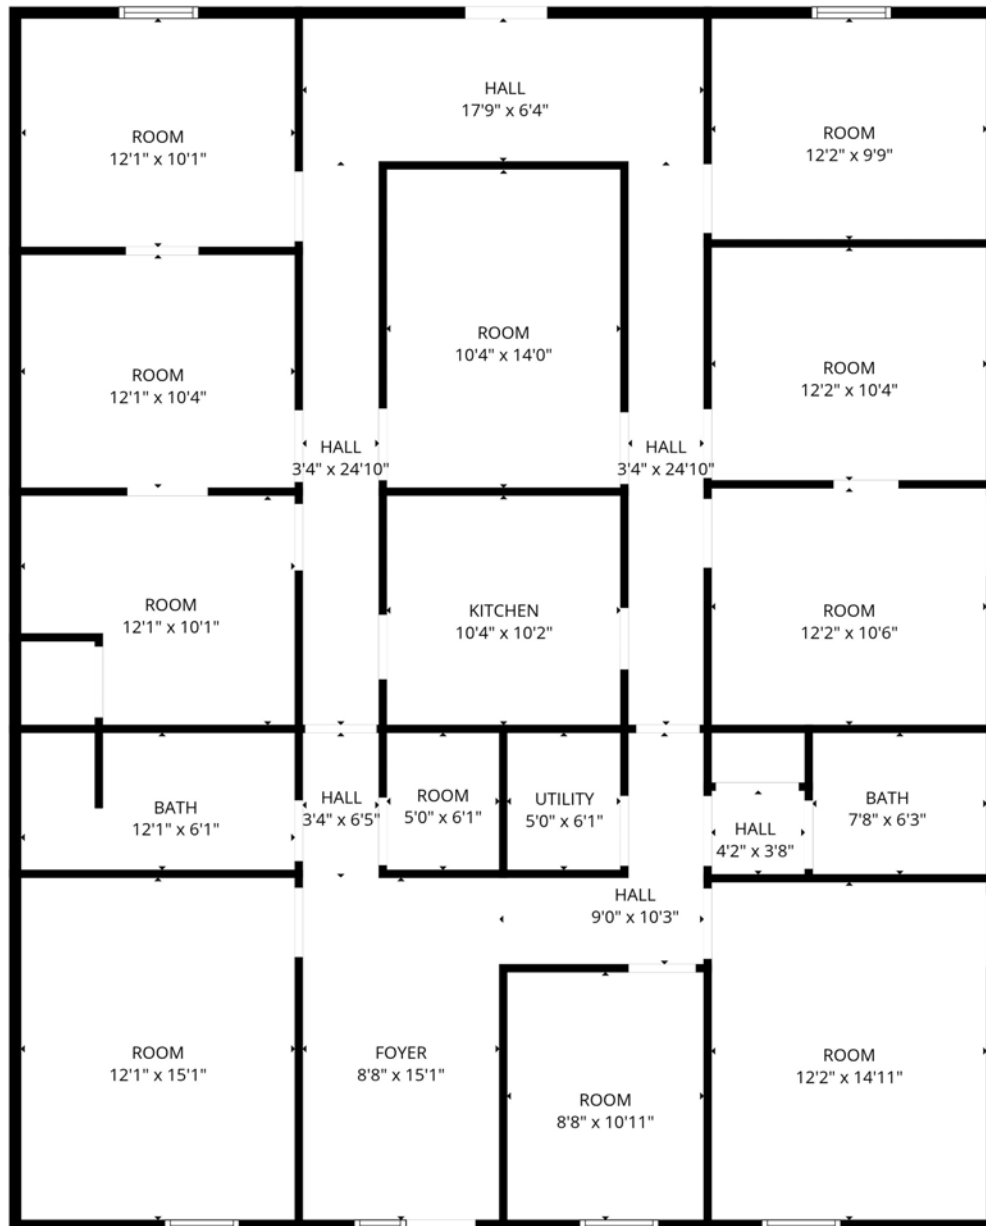 HALL
17'9" x 6'4"
ROOM
12'1" x 10'1"
ROOM
12'2" x 9'9"
ROOM
10'4" x 14'0"
ROOM
12'1" x 10'4"
ROOM
12'2" x 10'4"
HALL
3'4" x 24'10"
HALL
3'4" x 24'10"
ROOM
12'1" x 10'1"
KITCHEN
10'4" x 10'2"
ROOM
12'2" x 10'6"
BATH
12'1" x 6'1"
HALL
3'4" x 6'5"
ROOM
5'0" x 6'1"
UTILITY
5'0" x 6'1"
HALL
4'2" x 3'8"
BATH
7'8" x 6'3"
HALL
9'0" x 10'3"
ROOM
12'1" x 15'1"
FOYER
8'8" x 15'1"
ROOM
8'8" x 10'11"
ROOM
12'2" x 14'11"